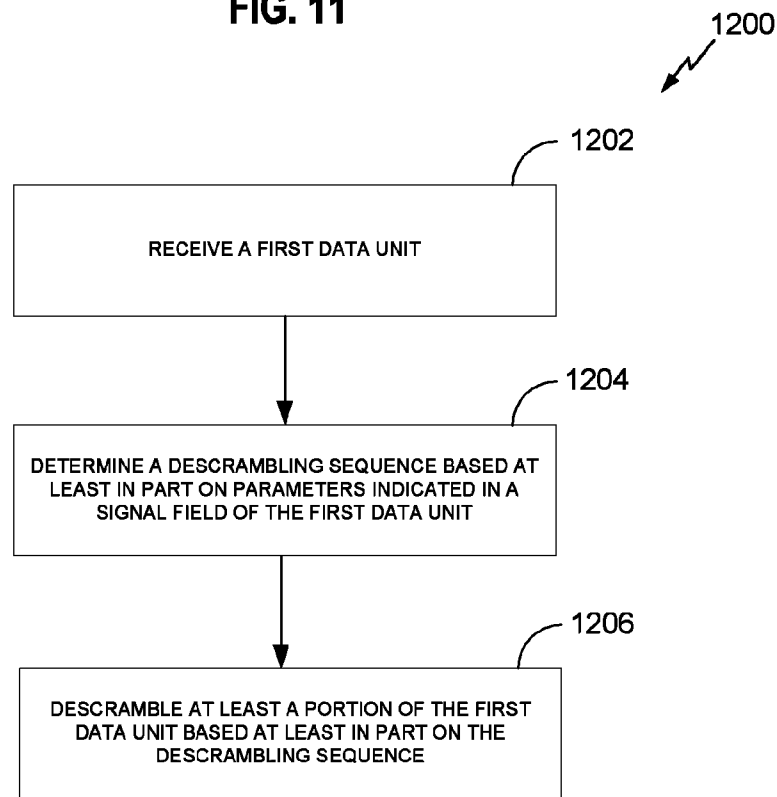 FIG. 11
1200
1202
RECEIVE A FIRST DATA UNIT
1204
DETERMINE A DESCRAMBLING SEQUENCE BASED AT
LEAST IN PART ON PARAMETERS INDICATED IN A
SIGNAL FIELD OF THE FIRST DATA UNIT
1206
DESCRAMBLE AT LEAST A PORTION OF THE FIRST
DATA UNIT BASED AT LEAST IN PART ON THE
DESCRAMBLING SEQUENCE